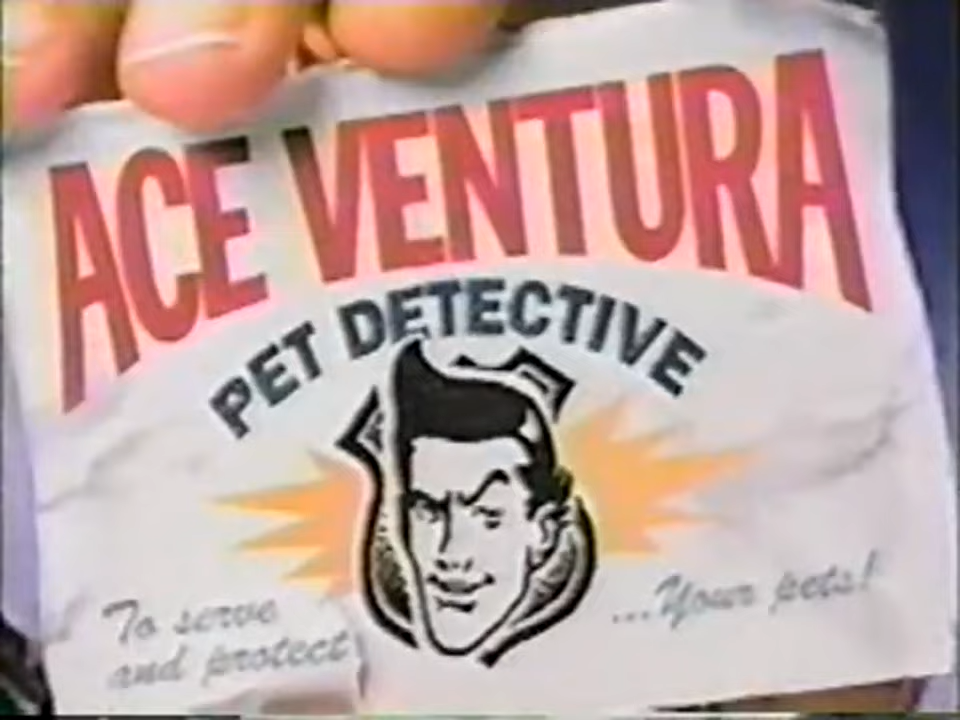 ACE VENTURA
PET DETECTIVE
To serve
and protect
...Your pets!